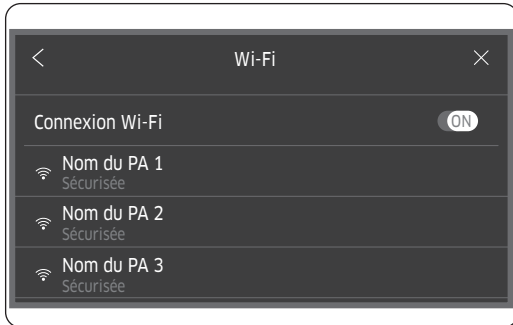 Wi-Fi
Connexion Wi-Fi
ON
Nom du PA 1
Sécurisée
Nom du PA 2
Sécurisée
Nom du PA 3
Sécurisée